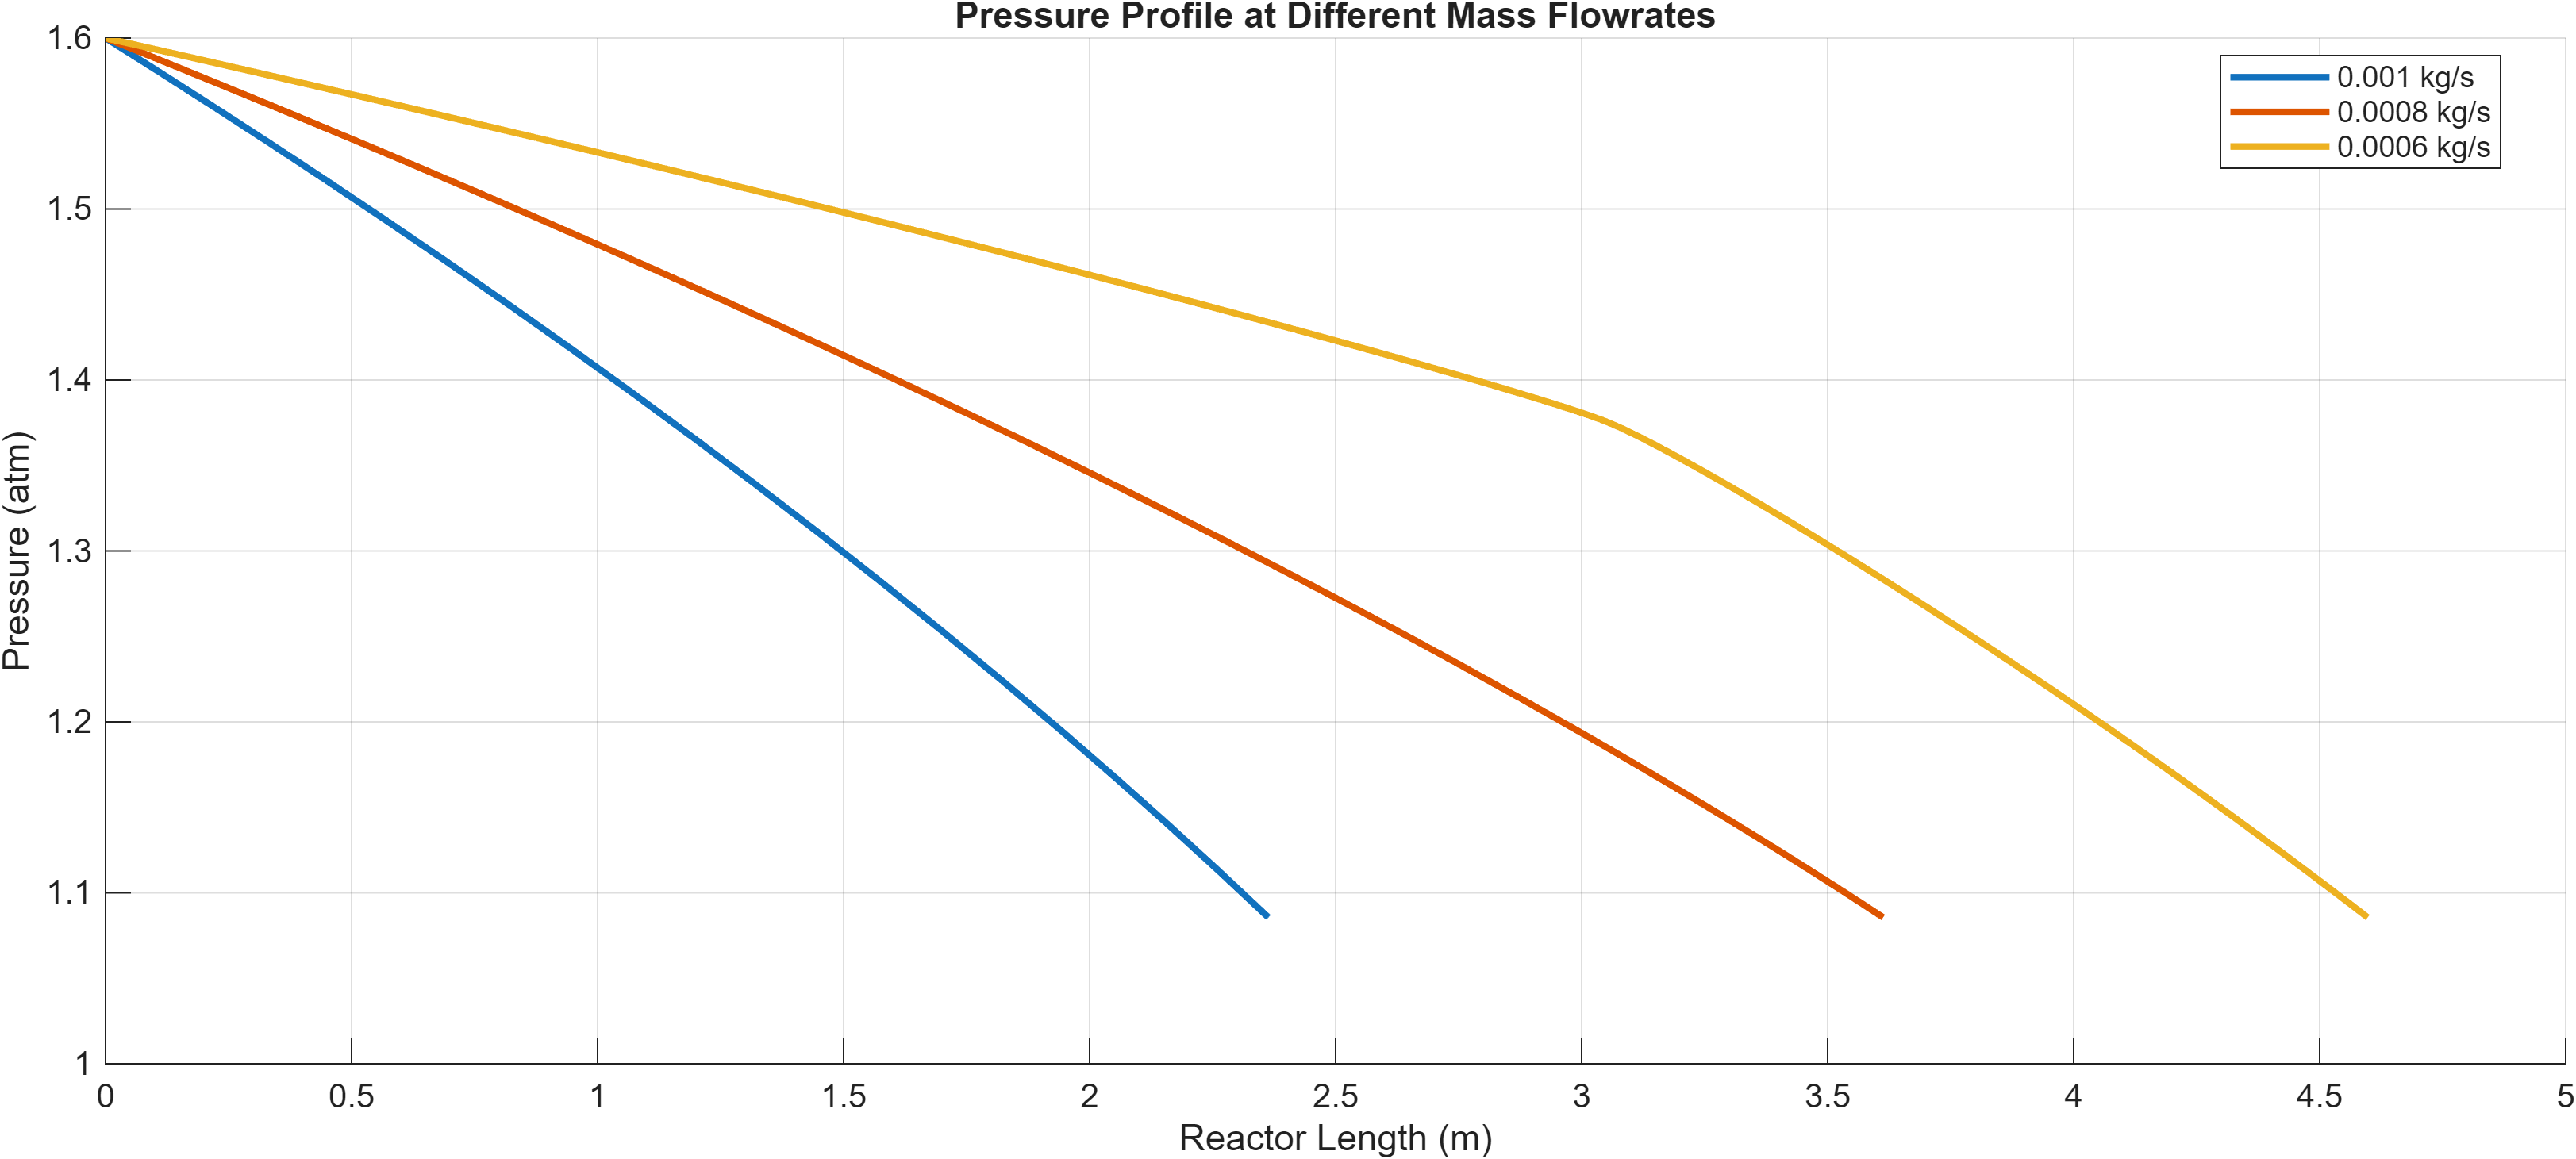 Pressure Profile at Different Mass Flowrates
0.001 kg/s
0.0008 kg/s
0.0006 kg/s
Pressure (atm)
1.6
1.5
1.4
1.3
1.2
1.1
1
0 0.5 1 1.5 2 2.5 3 3.5 4 4.5 5
Reactor Length (m)